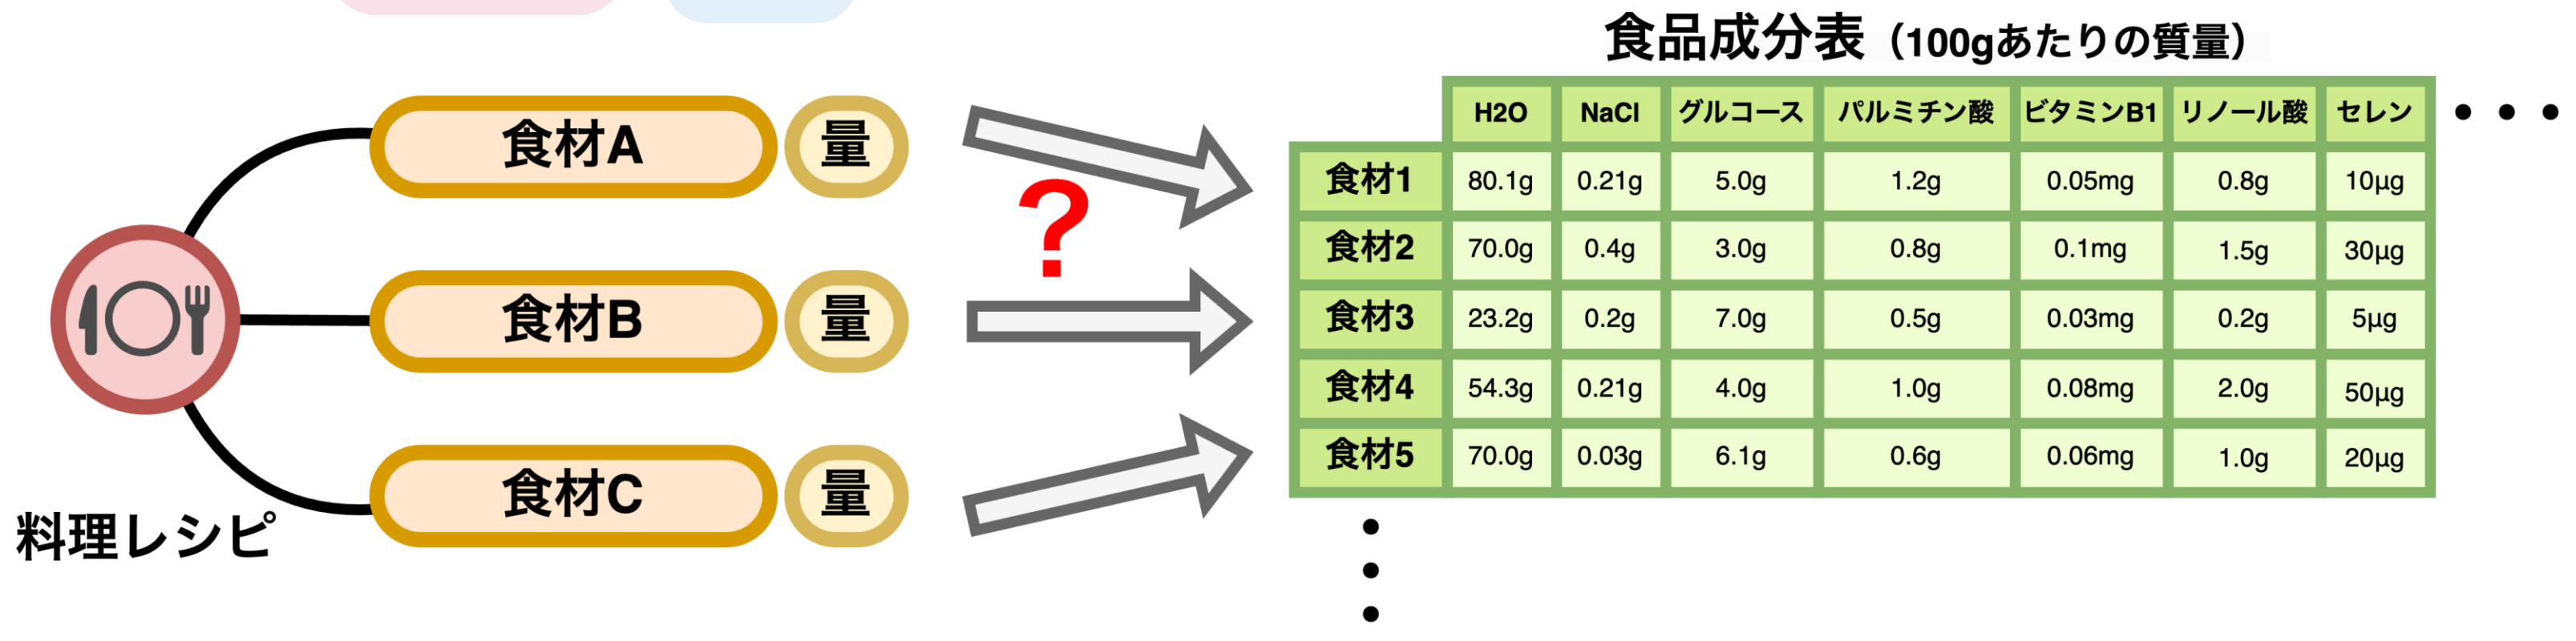 食品成分表（100gあたりの質量）
食材A 量
食材B 量
食材C 量
料理レシピ
?
H2O NaCl グルコース パルミチン酸 ビタミンB1 リノール酸 セレン ・・・
食材1 80.1g 0.21g 5.0g 1.2g 0.05mg 0.8g 10μg
食材2 70.0g 0.4g 3.0g 0.8g 0.1mg 1.5g 30μg
食材3 23.2g 0.2g 7.0g 0.5g 0.03mg 0.2g 5μg
食材4 54.3g 0.21g 4.0g 1.0g 0.08mg 2.0g 50μg
食材5 70.0g 0.03g 6.1g 0.6g 0.06mg 1.0g 20μg